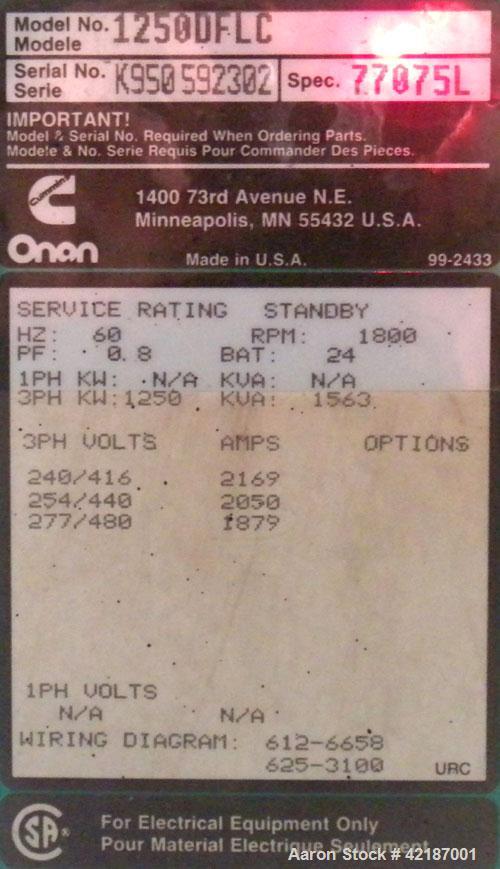 Model No. 1250DFLC
Modele
Serial No. K950592302 Spec. 77075L
Serie
IMPORTANT!
Model & Serial No. Required When Ordering Parts.
Modele & No. Serie Requis Pour Commander Des Pieces.
Cummins
Onan
1400 73rd Avenue N.E.
Minneapolis, MN 55432 U.S.A.
Made in U.S.A. 99-2433
SERVICE RATING STANDBY
HZ: 60 RPM: 1800
PF: 0.8 BAT: 24
1PH KW: N/A KVA: N/A
3PH KW:1250 KVA: 1563
3PH VOLTS AMPS OPTIONS
240/416 2169
254/440 2050
277/480 1879
1PH VOLTS
N/A N/A
WIRING DIAGRAM: 612-6658
625-3100 URC
SA ®
For Electrical Equipment Only
Pour Material Electrique Seulement
Aaron Stock # 42187001